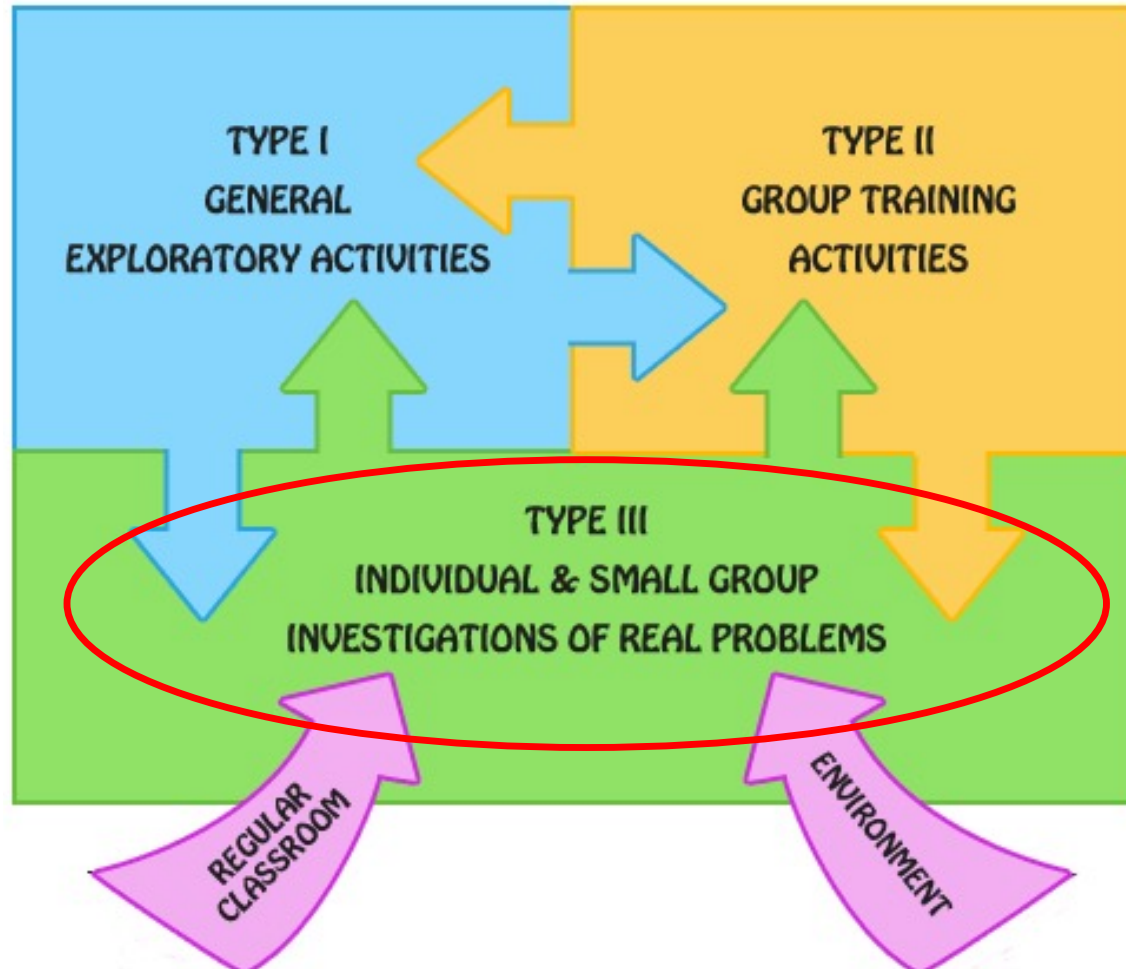 TYPE I
GENERAL
EXPLORATORY ACTIVITIES
TYPE II
GROUP TRAINING
ACTIVITIES
TYPE III
INDIVIDUAL & SMALL GROUP
INVESTIGATIONS OF REAL PROBLEMS
REGULAR
CLASSROOM
ENVIRONMENT